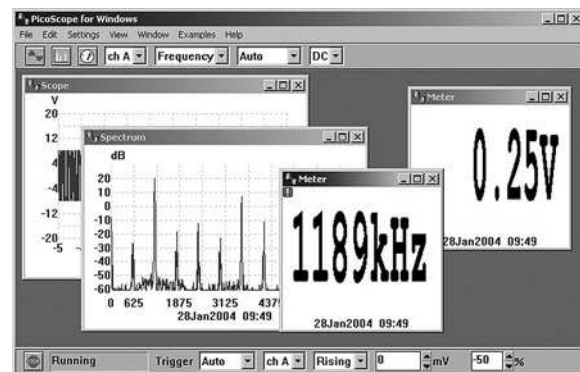 PicoScope for Windows
File Edit Settings View Window Examples Help
ch A Frequency Auto DC
Scope
V
20
12
4
-4
-12
-20
-5
Spectrum
dB
20
10
0
-10
-20
-30
-40
-50
-60
0 625 1875 3125 4375
28Jan2004 09:49
Meter
1189kHz
28Jan2004 09:49
Meter
0.25V
28Jan2004 09:49
Running Trigger Auto ch A Rising 0 mV -50 %